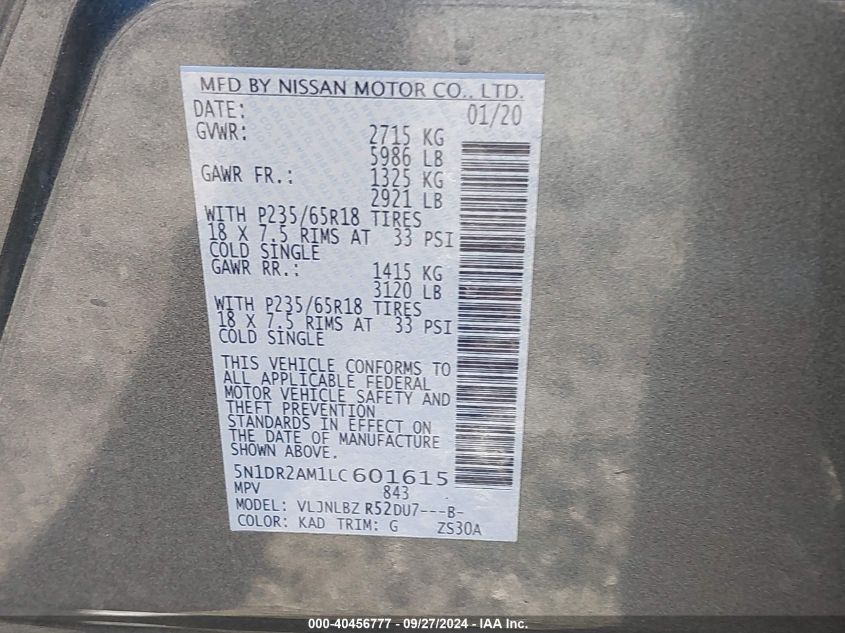 MFD BY NISSAN MOTOR CO., LTD.
DATE: 01/20
GVWR: 2715 KG
5986 LB
GAWR FR.: 1325 KG
2921 LB
WITH P235/65R18 TIRES
18 X 7.5 RIMS AT 33 PSI
COLD SINGLE
GAWR RR.: 1415 KG
3120 LB
WITH P235/65R18 TIRES
18 X 7.5 RIMS AT 33 PSI
COLD SINGLE
THIS VEHICLE CONFORMS TO
ALL APPLICABLE FEDERAL
MOTOR VEHICLE SAFETY AND
THEFT PREVENTION
STANDARDS IN EFFECT ON
THE DATE OF MANUFACTURE
SHOWN ABOVE.
5N1DR2AM1LC601615
MPV 843
MODEL: VLJNLBZ R52DU7---B-
COLOR: KAD TRIM: G ZS30A
000-40456777 - 09/27/2024 - IAA Inc.